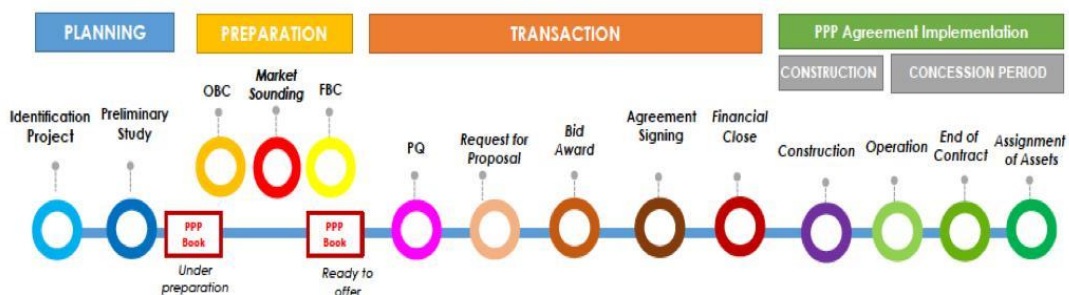 PLANNING
PREPARATION
TRANSACTION
PPP Agreement Implementation
CONSTRUCTION
CONCESSION PERIOD
Identification
Project
Preliminary
Study
OBC
Market
Sounding
FBC
PQ
Request for
Proposal
Bid
Award
Agreement
Signing
Financial
Close
Construction
Operation
End of
Contract
Assignment
of Assets
PPP
Book
Under
preparation
PPP
Book
Ready to
offer